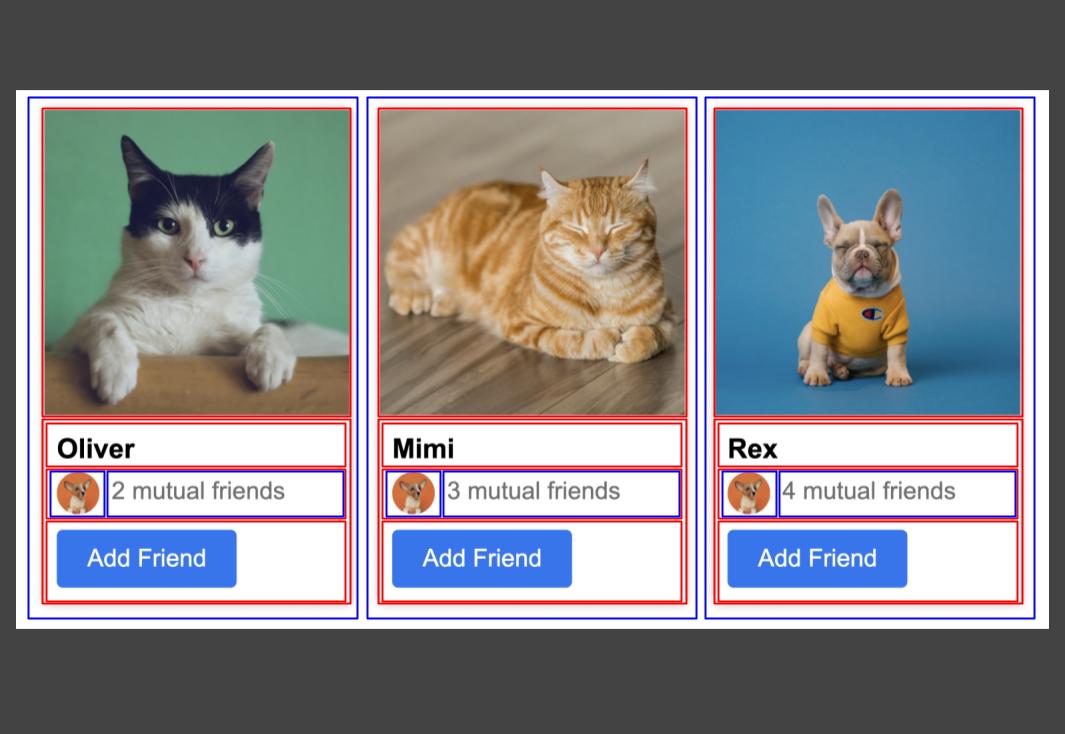 Oliver
2 mutual friends
Add Friend
Mimi
3 mutual friends
Add Friend
Rex
4 mutual friends
Add Friend